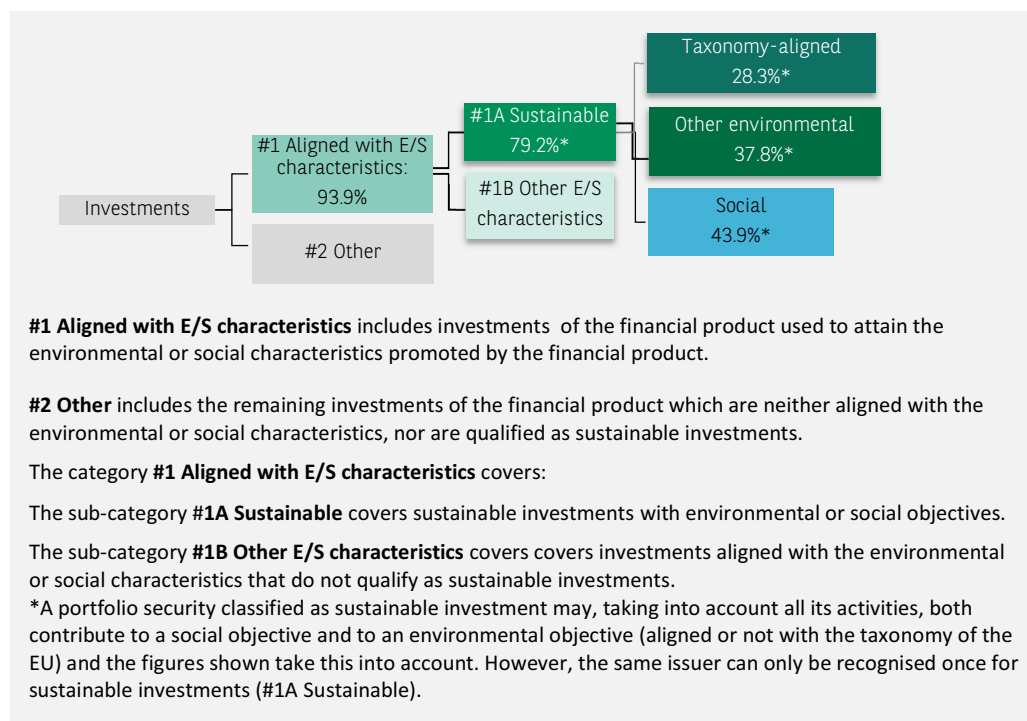 Taxonomy-aligned
28.3%*
#1A Sustainable
79.2%*
Other environmental
37.8%*
#1 Aligned with E/S
characteristics:
93.9%
#1B Other E/S
characteristics
Investments
Social
43.9%*
#2 Other
#1 Aligned with E/S characteristics includes investments of the financial product used to attain the
environmental or social characteristics promoted by the financial product.
#2 Other includes the remaining investments of the financial product which are neither aligned with the
environmental or social characteristics, nor are qualified as sustainable investments.
The category #1 Aligned with E/S characteristics covers:
The sub-category #1A Sustainable covers sustainable investments with environmental or social objectives.
The sub-category #1B Other E/S characteristics covers covers investments aligned with the environmental
or social characteristics that do not qualify as sustainable investments.
*A portfolio security classified as sustainable investment may, taking into account all its activities, both
contribute to a social objective and to an environmental objective (aligned or not with the taxonomy of the
EU) and the figures shown take this into account. However, the same issuer can only be recognised once for
sustainable investments (#1A Sustainable).